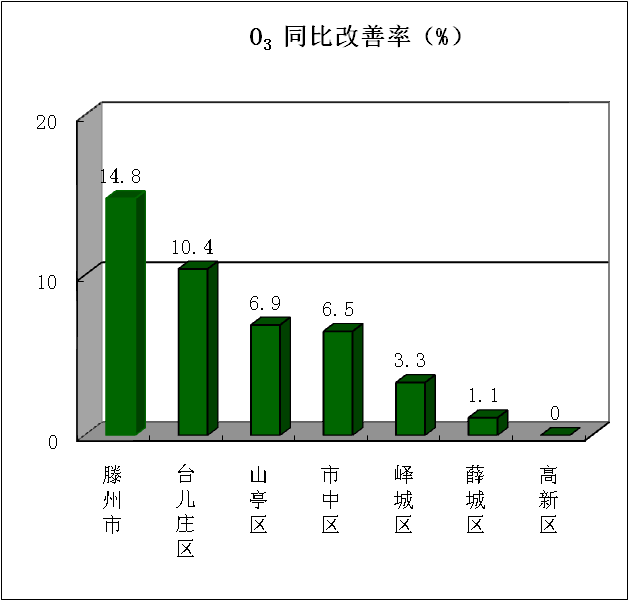 O₃ 同比改善率（%）
20
10
0
14.8
10.4
6.9
6.5
3.3
1.1
0
滕州市
台儿庄区
山亭区
市中区
峄城区
薛城区
高新区